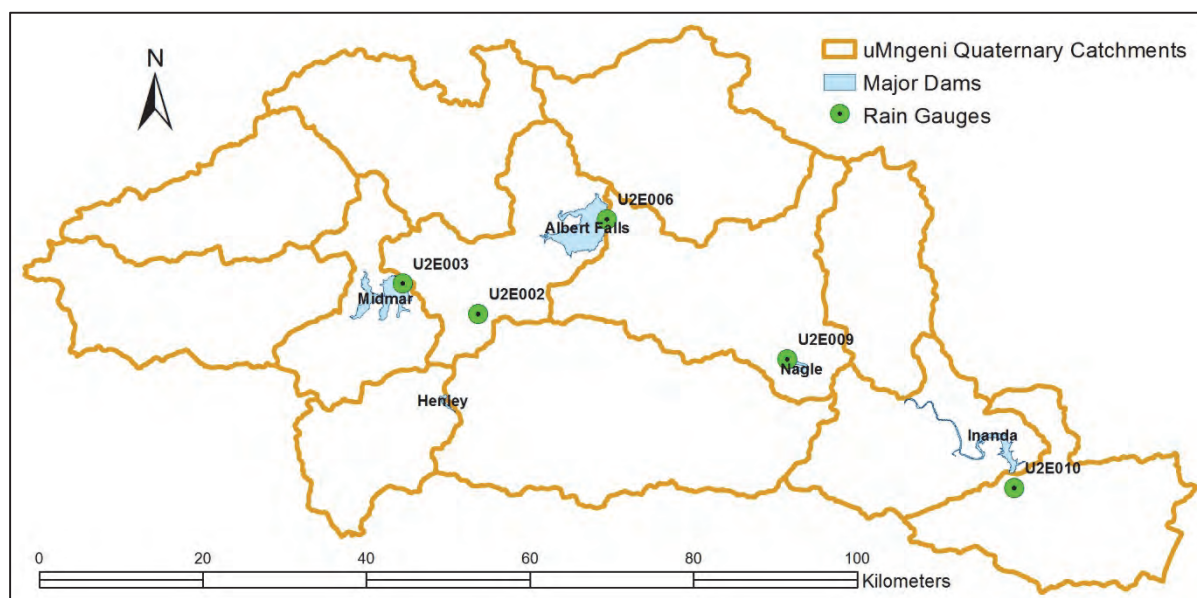 N
uMngeni Quaternary Catchments
Major Dams
Rain Gauges
U2E006
Albert Falls
U2E003
Midmar
U2E002
U2E009
Nagle
Henley
Inanda
U2E010
0 20 40 60 80 100
Kilometers